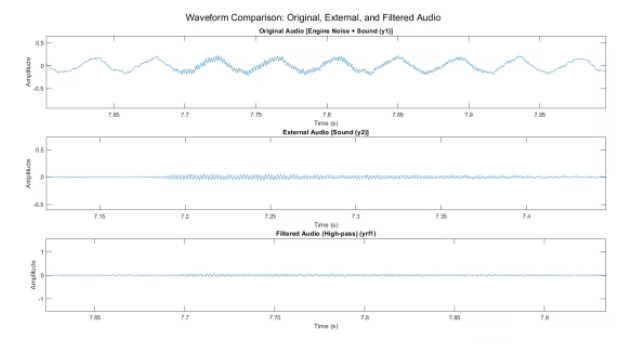 Waveform Comparison: Original, External, and Filtered Audio
Original Audio [Engine Noise + Sound (y1)]
Amplitude
0.5
0
-0.5
7.65 7.7 7.75 7.8 7.85 7.9 7.95
Time (s)
External Audio [Sound (y2)]
Amplitude
0.5
0
-0.5
7.15 7.2 7.25 7.3 7.35 7.4
Time (s)
Filtered Audio (High-pass) (yrf1)
Amplitude
1
0
-1
7.65 7.7 7.75 7.8 7.85 7.9
Time (s)